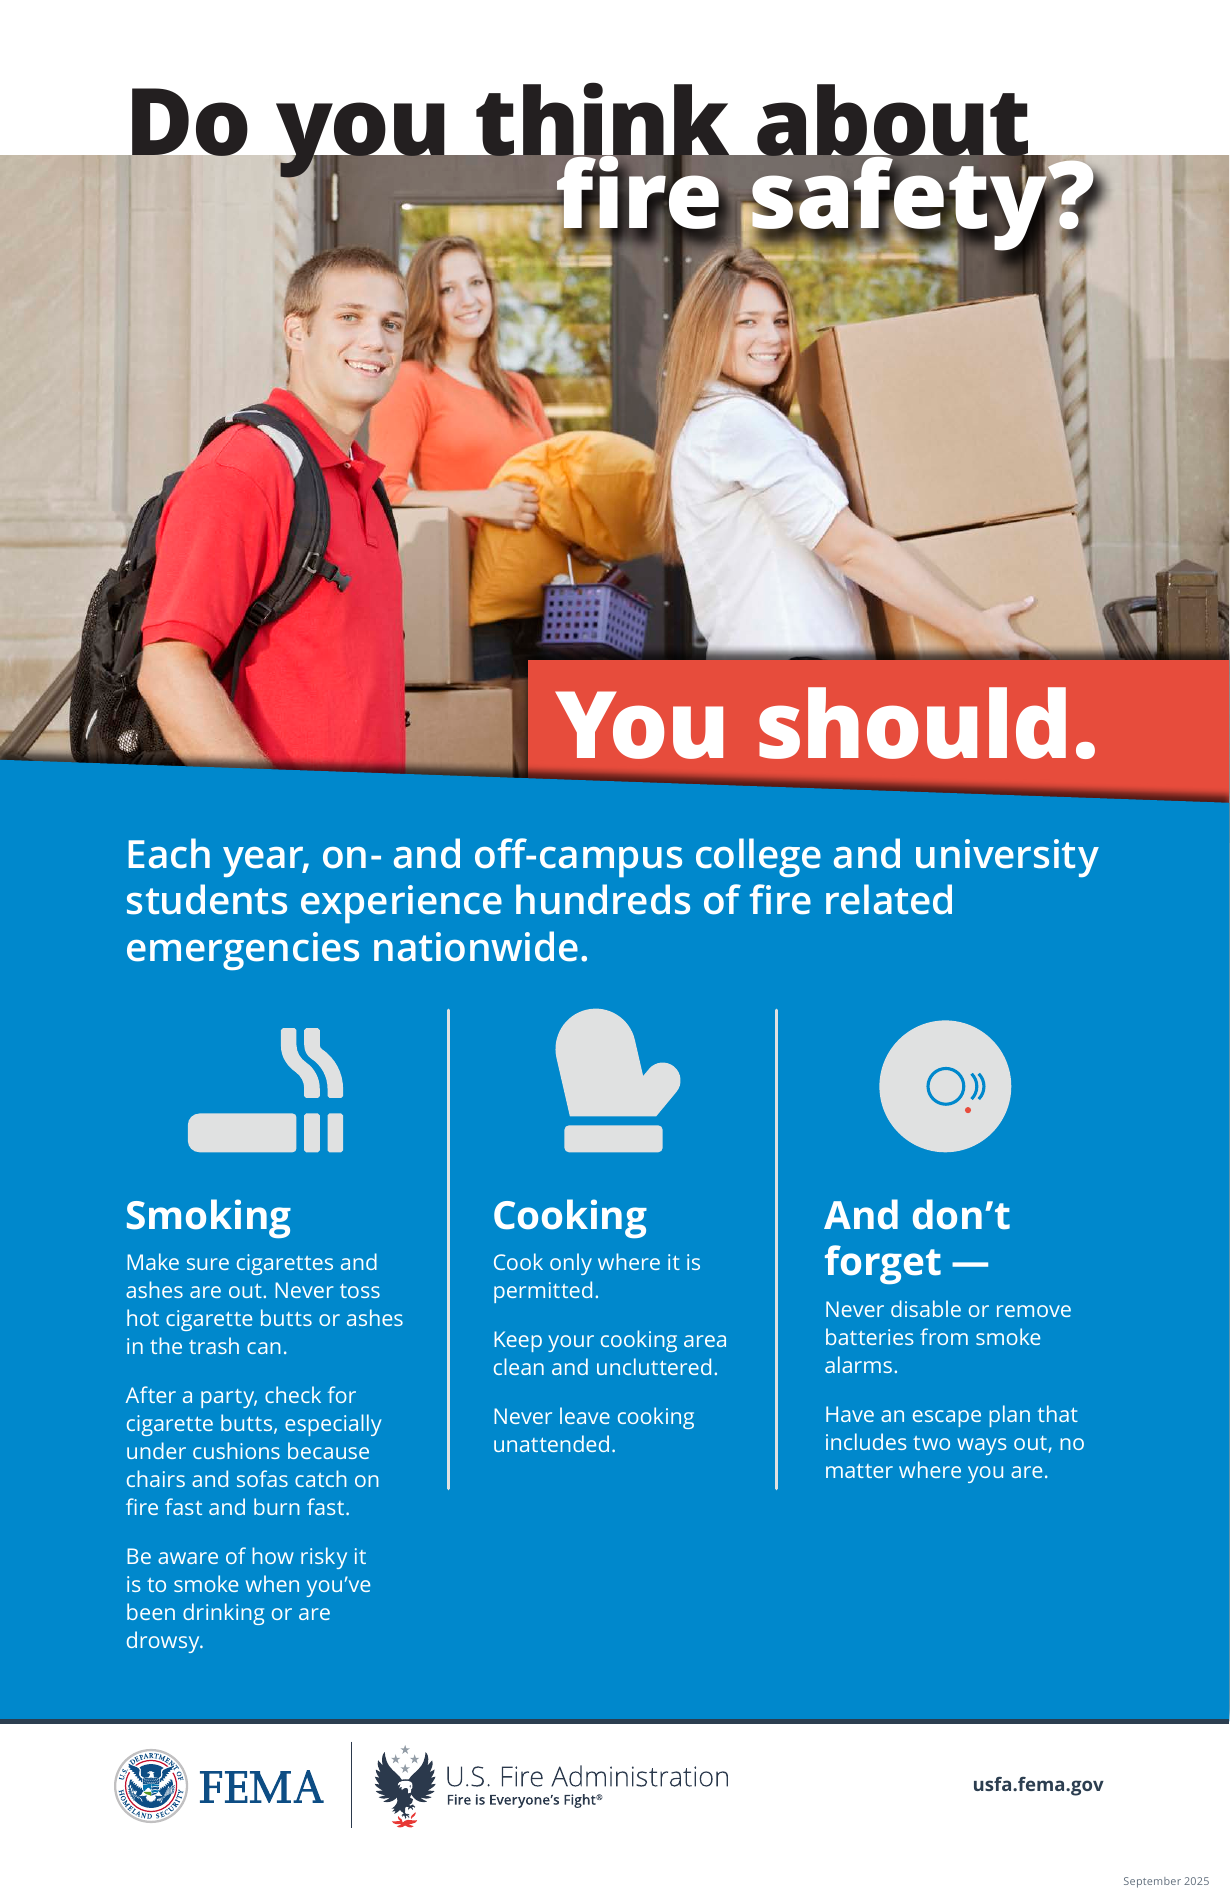 Do you think about
fire safety?
You should.
Each year, on- and off-campus college and university
students experience hundreds of fire related
emergencies nationwide.
Smoking
Make sure cigarettes and
ashes are out. Never toss
hot cigarette butts or ashes
in the trash can.
After a party, check for
cigarette butts, especially
under cushions because
chairs and sofas catch on
fire fast and burn fast.
Be aware of how risky it
is to smoke when you’ve
been drinking or are
drowsy.
Cooking
Cook only where it is
permitted.
Keep your cooking area
clean and uncluttered.
Never leave cooking
unattended.
And don’t
forget —
Never disable or remove
batteries from smoke
alarms.
Have an escape plan that
includes two ways out, no
matter where you are.
U.S. DEPARTMENT OF
HOMELAND SECURITY
FEMA
U.S. Fire Administration
Fire is Everyone’s Fight®
usfa.fema.gov
September 2025